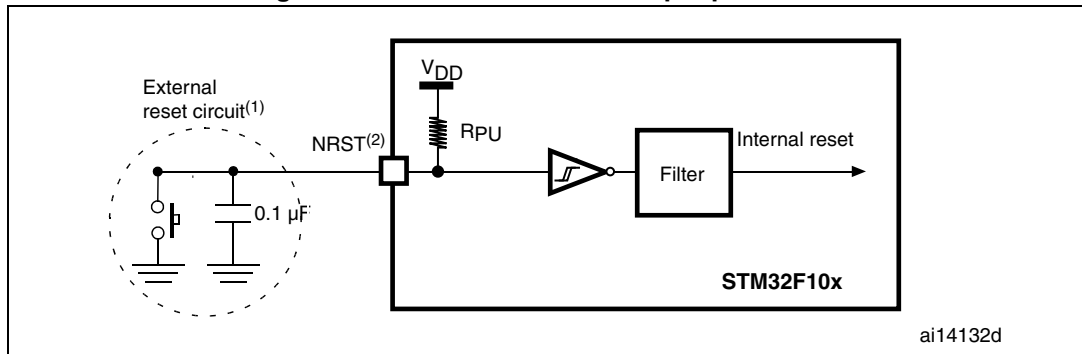 External
reset circuit(1)
VDD
RPU
NRST(2)
Internal reset
Filter
0.1 µF
STM32F10x
ai14132d